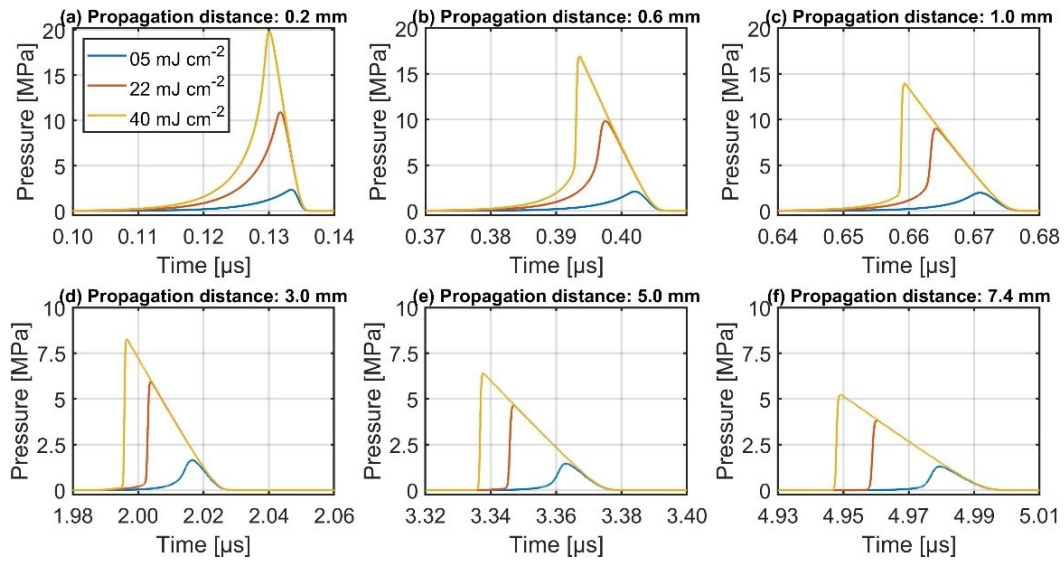 (a) Propagation distance: 0.2 mm
(b) Propagation distance: 0.6 mm
(c) Propagation distance: 1.0 mm
Pressure [MPa]
20
15
10
5
0
05 mJ cm⁻²
22 mJ cm⁻²
40 mJ cm⁻²
0.10 0.11 0.12 0.13 0.14
Time [µs]
Pressure [MPa]
20
15
10
5
0
0.37 0.38 0.39 0.40
Time [µs]
Pressure [MPa]
20
15
10
5
0
0.64 0.65 0.66 0.67 0.68
Time [µs]
(d) Propagation distance: 3.0 mm
(e) Propagation distance: 5.0 mm
(f) Propagation distance: 7.4 mm
Pressure [MPa]
10
7.5
5
2.5
0
1.98 2.00 2.02 2.04 2.06
Time [µs]
Pressure [MPa]
10
7.5
5
2.5
0
3.32 3.34 3.36 3.38 3.40
Time [µs]
Pressure [MPa]
10
7.5
5
2.5
0
4.93 4.95 4.97 4.99 5.01
Time [µs]